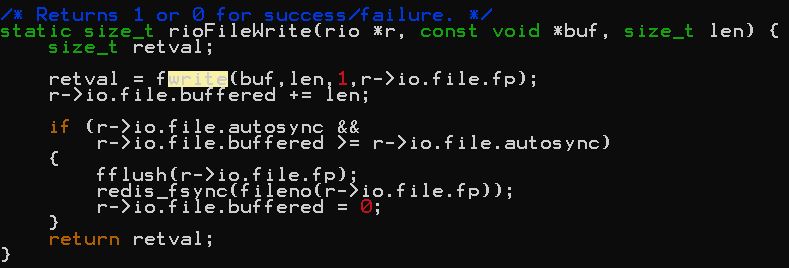 /* Returns 1 or 0 for success/failure. */
static size_t rioFileWrite(rio *r, const void *buf, size_t len) {
    size_t retval;

    retval = fwrite(buf,len,1,r->io.file.fp);
    r->io.file.buffered += len;

    if (r->io.file.autosync &&
        r->io.file.buffered >= r->io.file.autosync)
    {
        fflush(r->io.file.fp);
        redis_fsync(fileno(r->io.file.fp));
        r->io.file.buffered = 0;
    }
    return retval;
}